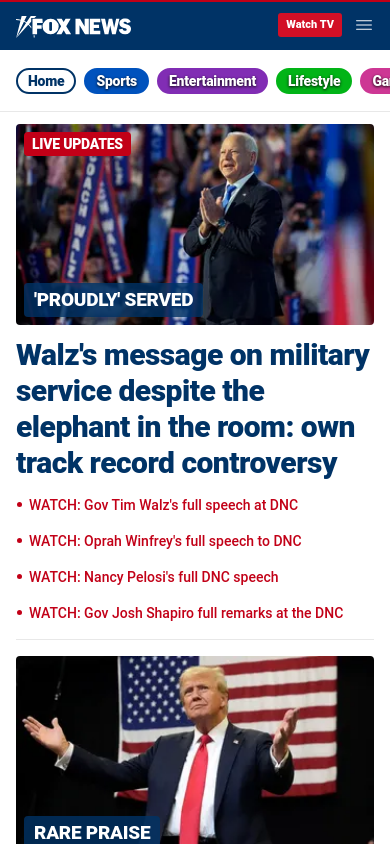 FOX NEWS
Watch TV
Home
Sports
Entertainment
Lifestyle
Ga
LIVE UPDATES
COACH WALZ
COACH WALZ
'PROUDLY' SERVED
Walz's message on military
service despite the
elephant in the room: own
track record controversy
• WATCH: Gov Tim Walz's full speech at DNC
• WATCH: Oprah Winfrey's full speech to DNC
• WATCH: Nancy Pelosi's full DNC speech
• WATCH: Gov Josh Shapiro full remarks at the DNC
RARE PRAISE